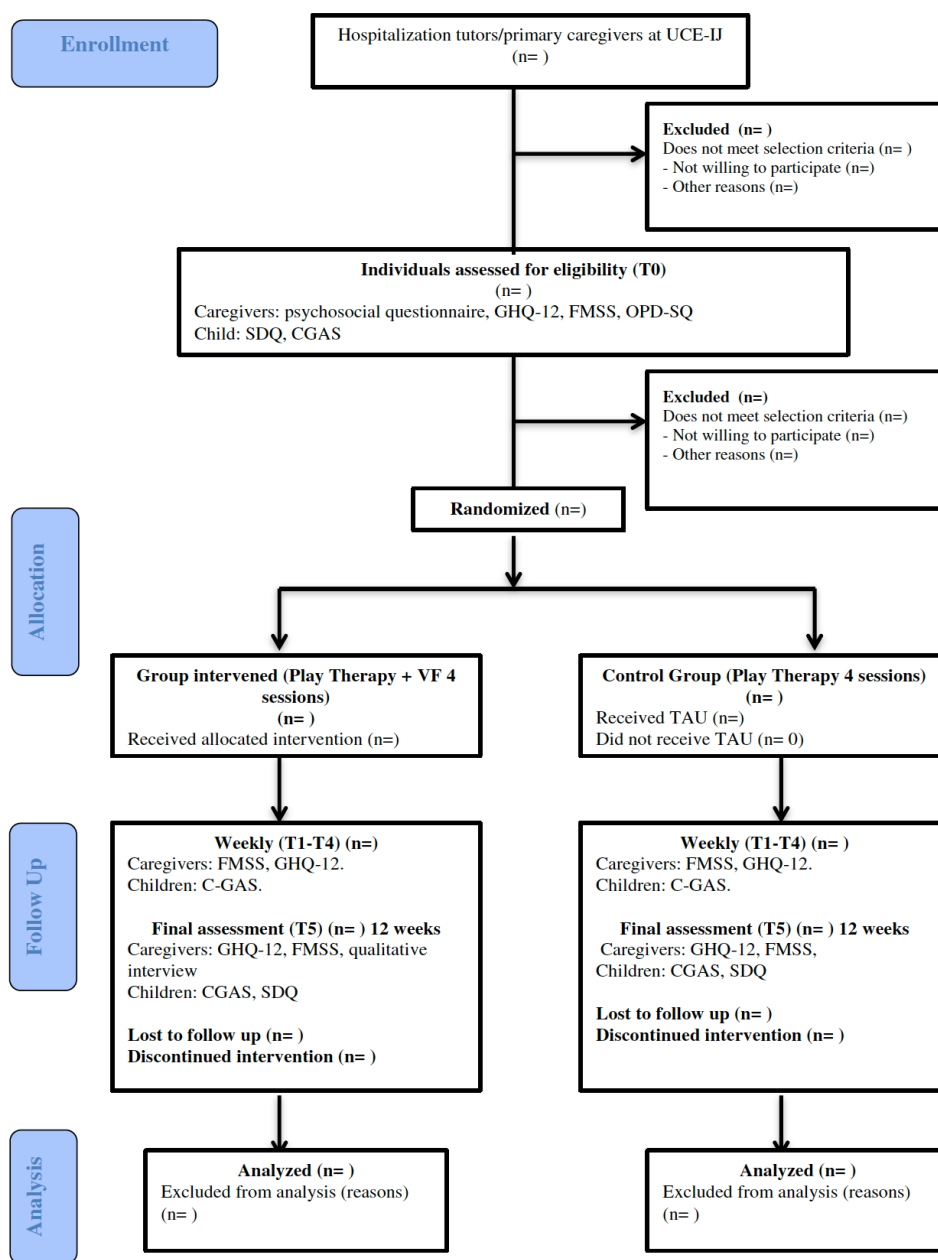 Enrollment
Hospitalization tutors/primary caregivers at UCE-IJ
(n= )
Excluded (n= )
Does not meet selection criteria (n= )
- Not willing to participate (n=)
- Other reasons (n=)
Individuals assessed for eligibility (T0)
(n= )
Caregivers: psychosocial questionnaire, GHQ-12, FMSS, OPD-SQ
Child: SDQ, CGAS
Excluded (n=)
Does not meet selection criteria (n=)
- Not willing to participate (n=)
- Other reasons (n=)
Randomized (n=)
Allocation
Group intervened (Play Therapy + VF 4
sessions)
(n= )
Received allocated intervention (n=)
Control Group (Play Therapy 4 sessions)
(n= )
Received TAU (n=)
Did not receive TAU (n= 0)
Follow Up
Weekly (T1-T4) (n=)
Caregivers: FMSS, GHQ-12.
Children: C-GAS.
Final assessment (T5) (n= ) 12 weeks
Caregivers: GHQ-12, FMSS, qualitative
interview
Children: CGAS, SDQ
Lost to follow up (n= )
Discontinued intervention (n= )
Weekly (T1-T4) (n= )
Caregivers: FMSS, GHQ-12.
Children: C-GAS.
Final assessment (T5) (n= ) 12 weeks
Caregivers: GHQ-12, FMSS,
Children: CGAS, SDQ
Lost to follow up (n= )
Discontinued intervention (n= )
Analysis
Analyzed (n= )
Excluded from analysis (reasons)
(n= )
Analyzed (n= )
Excluded from analysis (reasons)
(n= )